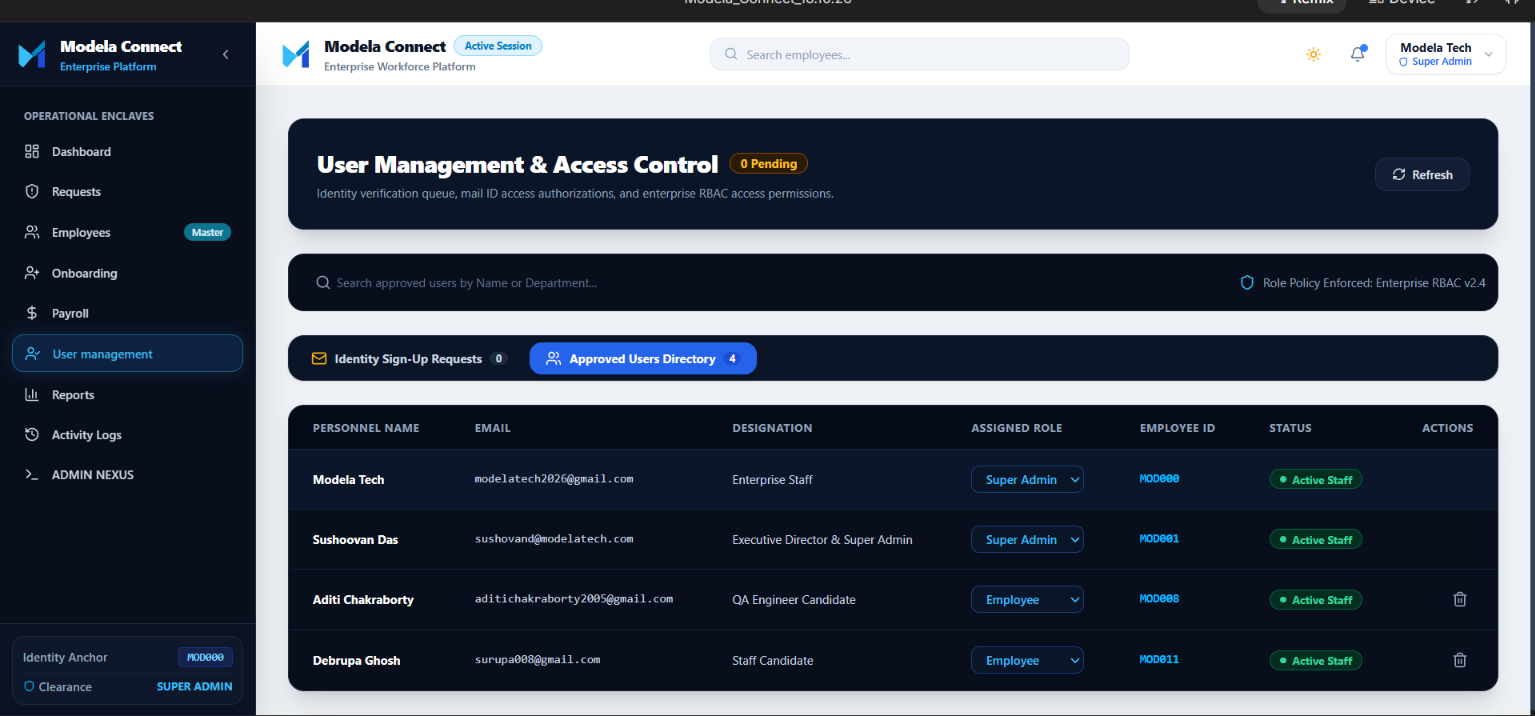 Modela_Connect_16.10.26
Remix
Device
Modela Connect
Enterprise Platform
OPERATIONAL ENCLAVES
Dashboard
Requests
Employees Master
Onboarding
Payroll
User management
Reports
Activity Logs
ADMIN NEXUS
Identity Anchor MOD000
Clearance SUPER ADMIN
Modela Connect Active Session
Enterprise Workforce Platform
Search employees...
Modela Tech
Super Admin
User Management & Access Control 0 Pending
Identity verification queue, mail ID access authorizations, and enterprise RBAC access permissions.
Refresh
Search approved users by Name or Department...
Role Policy Enforced: Enterprise RBAC v2.4
Identity Sign-Up Requests 0
Approved Users Directory 4
PERSONNEL NAME EMAIL DESIGNATION ASSIGNED ROLE EMPLOYEE ID STATUS ACTIONS
Modela Tech modelatech2026@gmail.com Enterprise Staff Super Admin MOD000 Active Staff
Sushoovan Das sushovand@modelatech.com Executive Director & Super Admin Super Admin MOD001 Active Staff
Aditi Chakraborty aditichakraborty2005@gmail.com QA Engineer Candidate Employee MOD008 Active Staff
Debrupa Ghosh surupa008@gmail.com Staff Candidate Employee MOD011 Active Staff